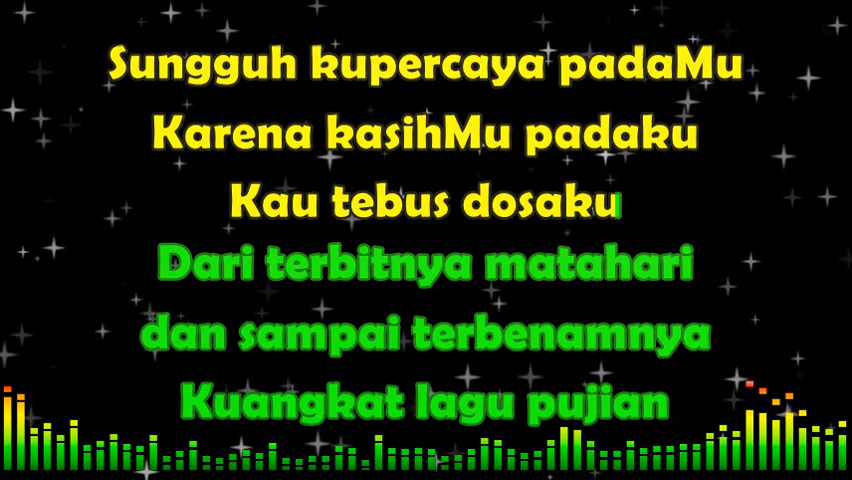 Sungguh kupercaya padaMu
Karena kasihMu padaku
Kau tebus dosaku
Dari terbitnya matahari
dan sampai terbenamnya
Kuangkat lagu pujian